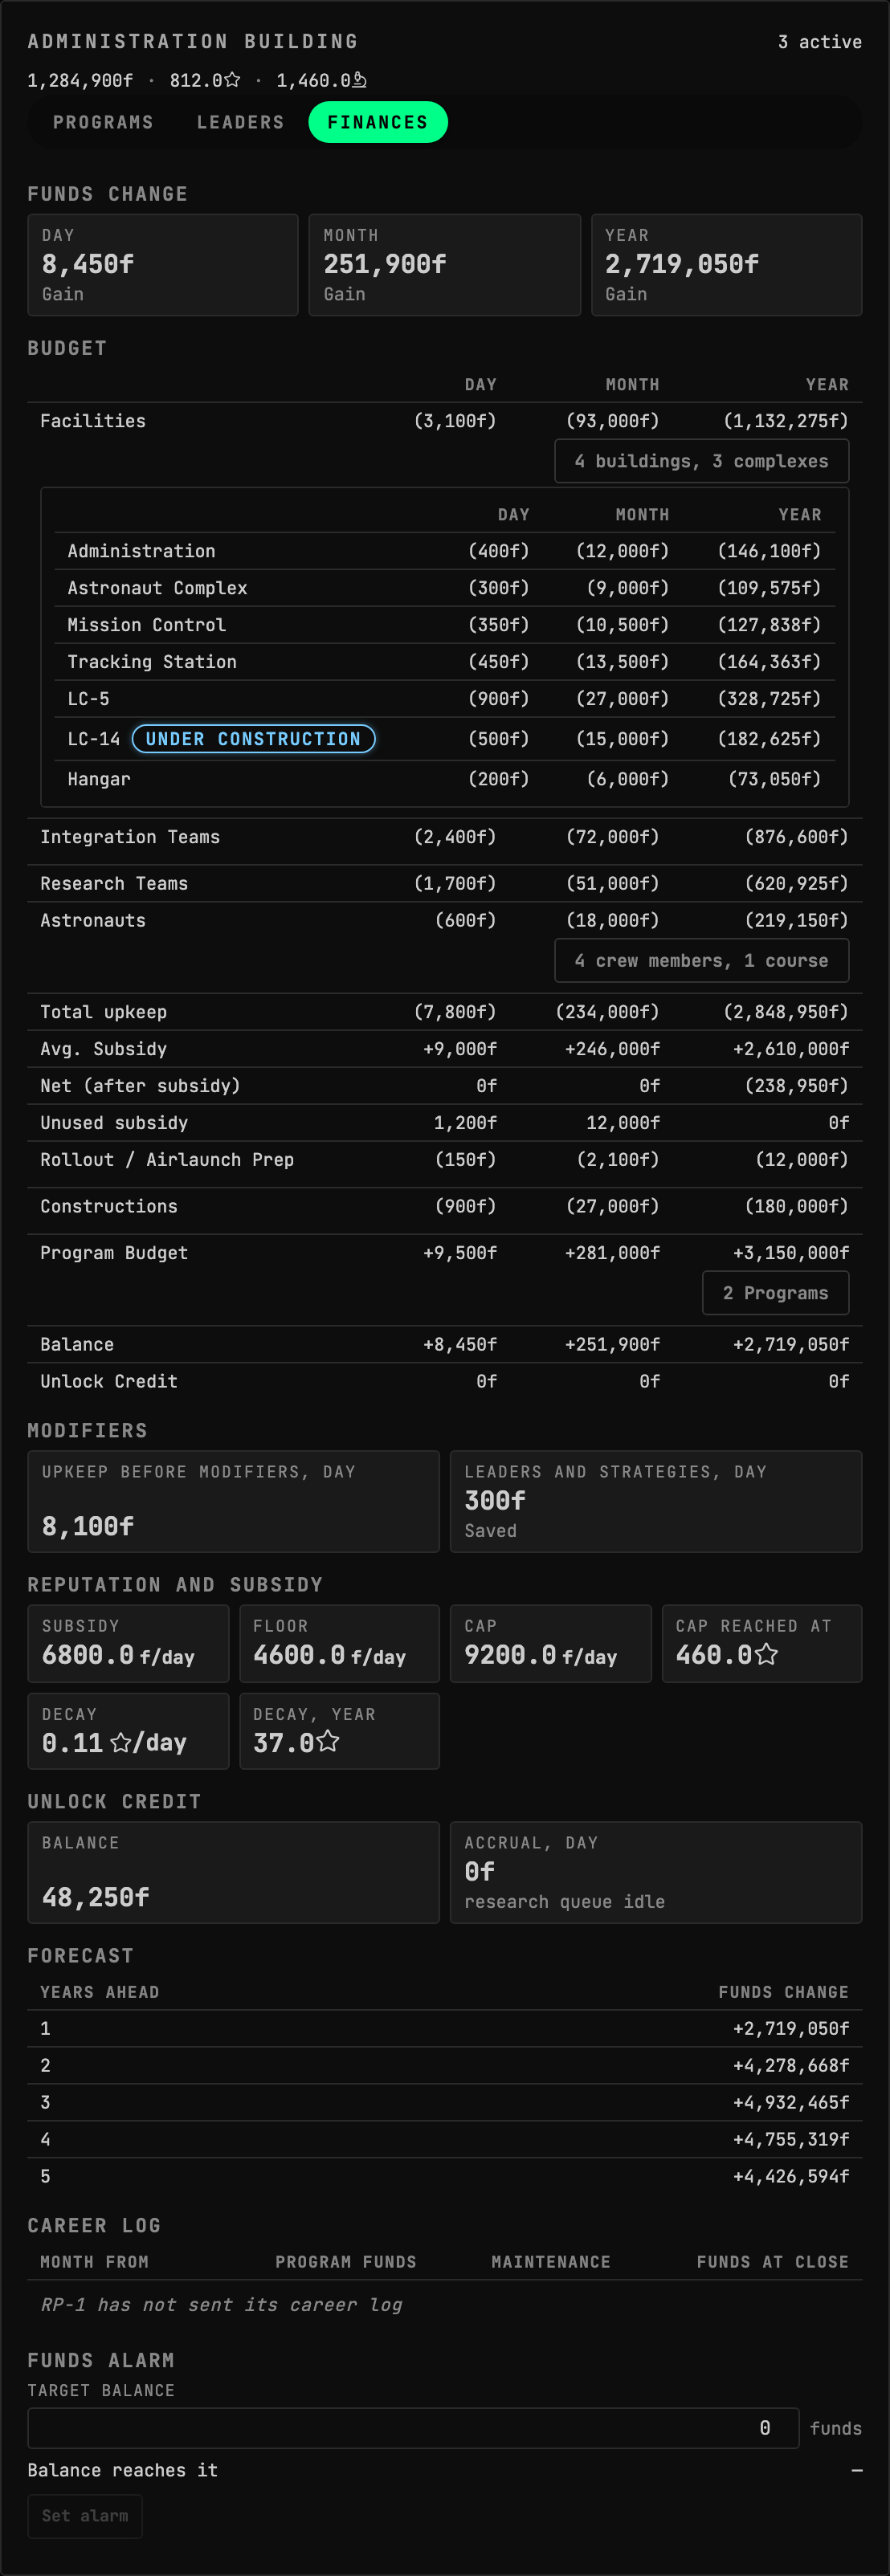 ADMINISTRATION BUILDING 3 active
1,284,900f · 812.0☆ · 1,460.0
PROGRAMS LEADERS FINANCES
FUNDS CHANGE
DAY MONTH YEAR
8,450f 251,900f 2,719,050f
Gain Gain Gain
BUDGET
DAY MONTH YEAR
Facilities (3,100f) (93,000f) (1,132,275f)
4 buildings, 3 complexes
DAY MONTH YEAR
Administration (400f) (12,000f) (146,100f)
Astronaut Complex (300f) (9,000f) (109,575f)
Mission Control (350f) (10,500f) (127,838f)
Tracking Station (450f) (13,500f) (164,363f)
LC-5 (900f) (27,000f) (328,725f)
LC-14 UNDER CONSTRUCTION (500f) (15,000f) (182,625f)
Hangar (200f) (6,000f) (73,050f)
Integration Teams (2,400f) (72,000f) (876,600f)
Research Teams (1,700f) (51,000f) (620,925f)
Astronauts (600f) (18,000f) (219,150f)
4 crew members, 1 course
Total upkeep (7,800f) (234,000f) (2,848,950f)
Avg. Subsidy +9,000f +246,000f +2,610,000f
Net (after subsidy) 0f 0f (238,950f)
Unused subsidy 1,200f 12,000f 0f
Rollout / Airlaunch Prep (150f) (2,100f) (12,000f)
Constructions (900f) (27,000f) (180,000f)
Program Budget +9,500f +281,000f +3,150,000f
2 Programs
Balance +8,450f +251,900f +2,719,050f
Unlock Credit 0f 0f 0f
MODIFIERS
UPKEEP BEFORE MODIFIERS, DAY LEADERS AND STRATEGIES, DAY
8,100f 300f
Saved
REPUTATION AND SUBSIDY
SUBSIDY FLOOR CAP CAP REACHED AT
6800.0 f/day 4600.0 f/day 9200.0 f/day 460.0☆
DECAY DECAY, YEAR
0.11 ☆/day 37.0☆
UNLOCK CREDIT
BALANCE ACCRUAL, DAY
48,250f 0f
research queue idle
FORECAST
YEARS AHEAD FUNDS CHANGE
1 +2,719,050f
2 +4,278,668f
3 +4,932,465f
4 +4,755,319f
5 +4,426,594f
CAREER LOG
MONTH FROM PROGRAM FUNDS MAINTENANCE FUNDS AT CLOSE
RP-1 has not sent its career log
FUNDS ALARM
TARGET BALANCE
0 funds
Balance reaches it —
Set alarm